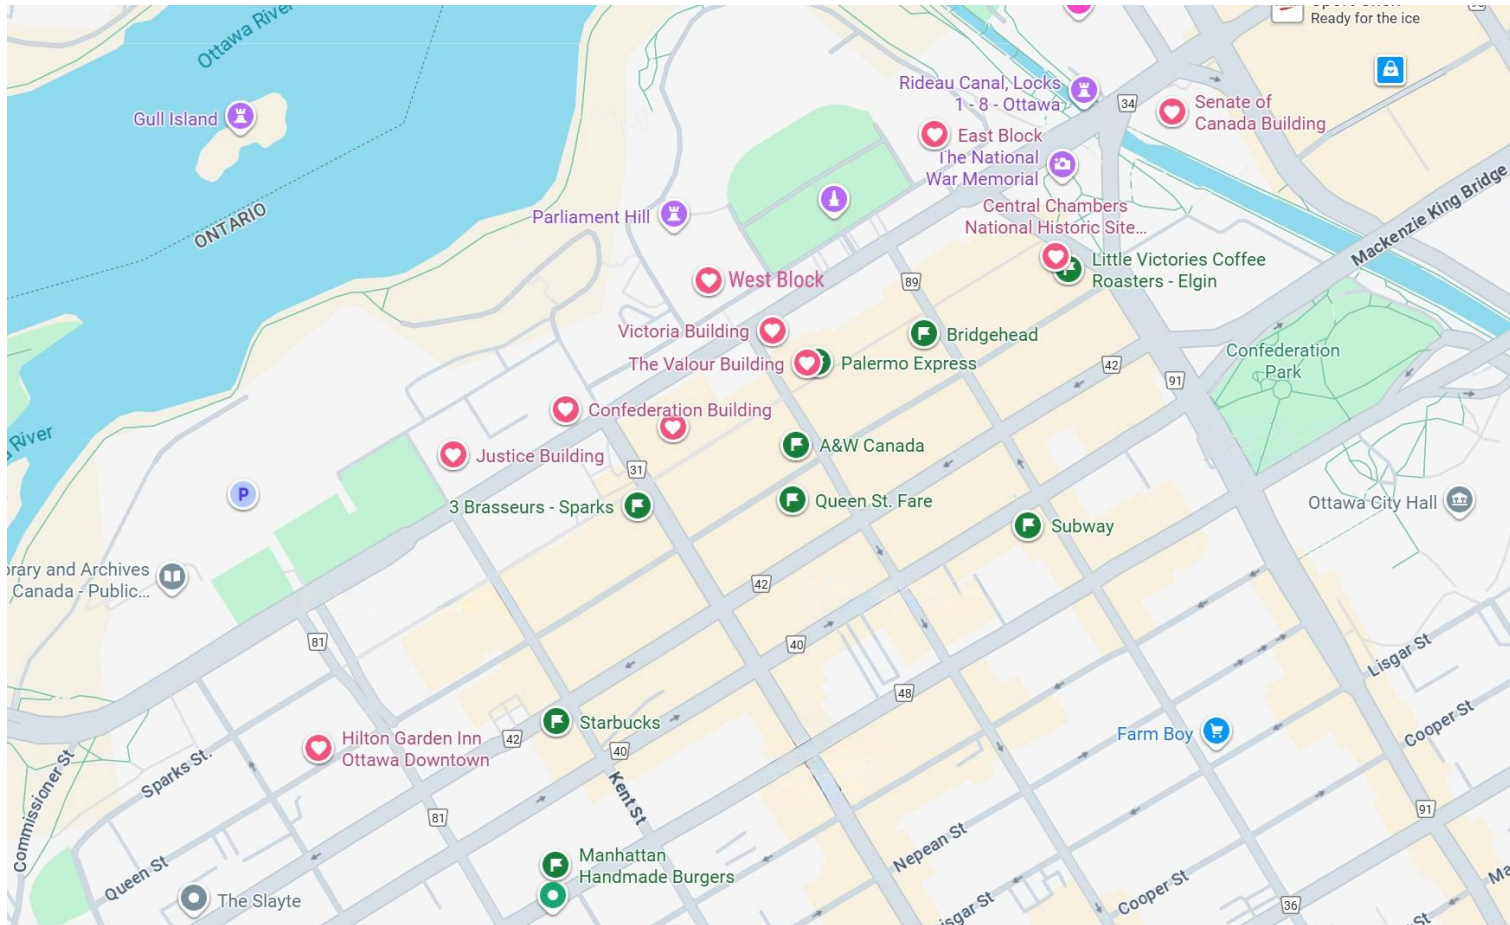 Ottawa River
Ready for the ice
96
Gull Island
Rideau Canal, Locks
1 - 8 - Ottawa
34
Senate of
Canada Building
East Block
The National
War Memorial
ONTARIO
Parliament Hill
Central Chambers
National Historic Site...
Mackenzie King Bridge
Little Victories Coffee
Roasters - Elgin
West Block
89
Victoria Building
Bridgehead
The Valour Building
Palermo Express
Confederation
Park
42
91
Confederation Building
River
A&W Canada
Justice Building
31
P
3 Brasseurs - Sparks
Queen St. Fare
Ottawa City Hall
Subway
brary and Archives
Canada - Public...
42
81
40
Lisgar St
48
Starbucks
Cooper St
Farm Boy
Hilton Garden Inn
Ottawa Downtown
42
40
Sparks St.
Commissioner St
Kent St
81
91
Nepean St
Manhattan
Handmade Burgers
Queen St
The Slayte
Cooper St
isgar St
36
Ma
St